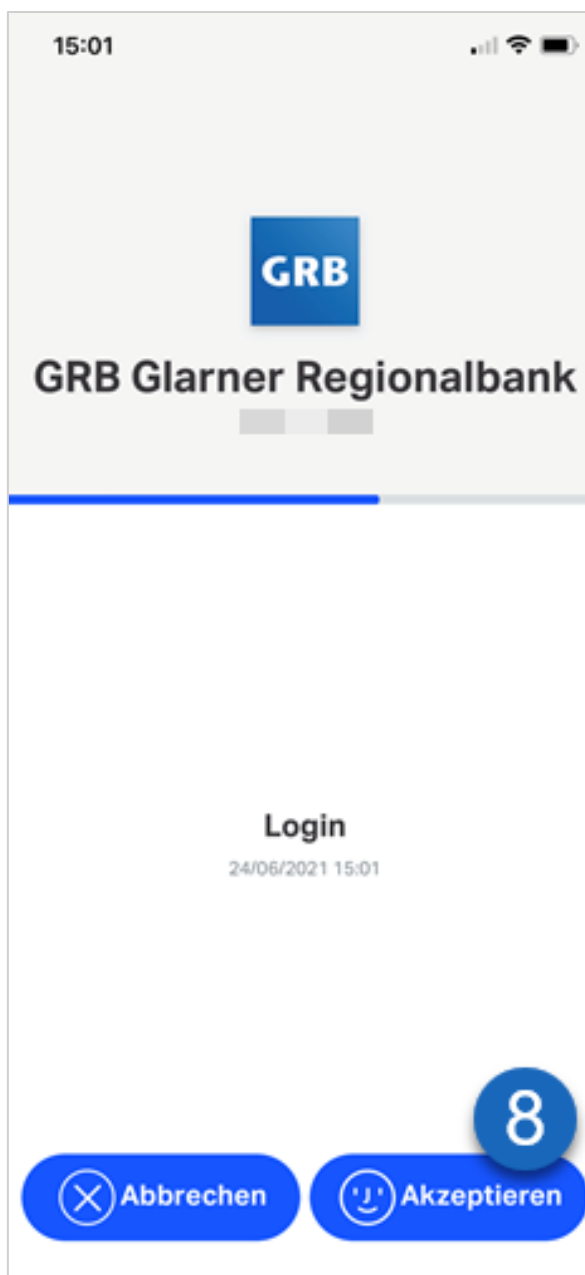 15:01
GRB
GRB Glarner Regionalbank
Login
24/06/2021 15:01
8
Abbrechen
Akzeptieren